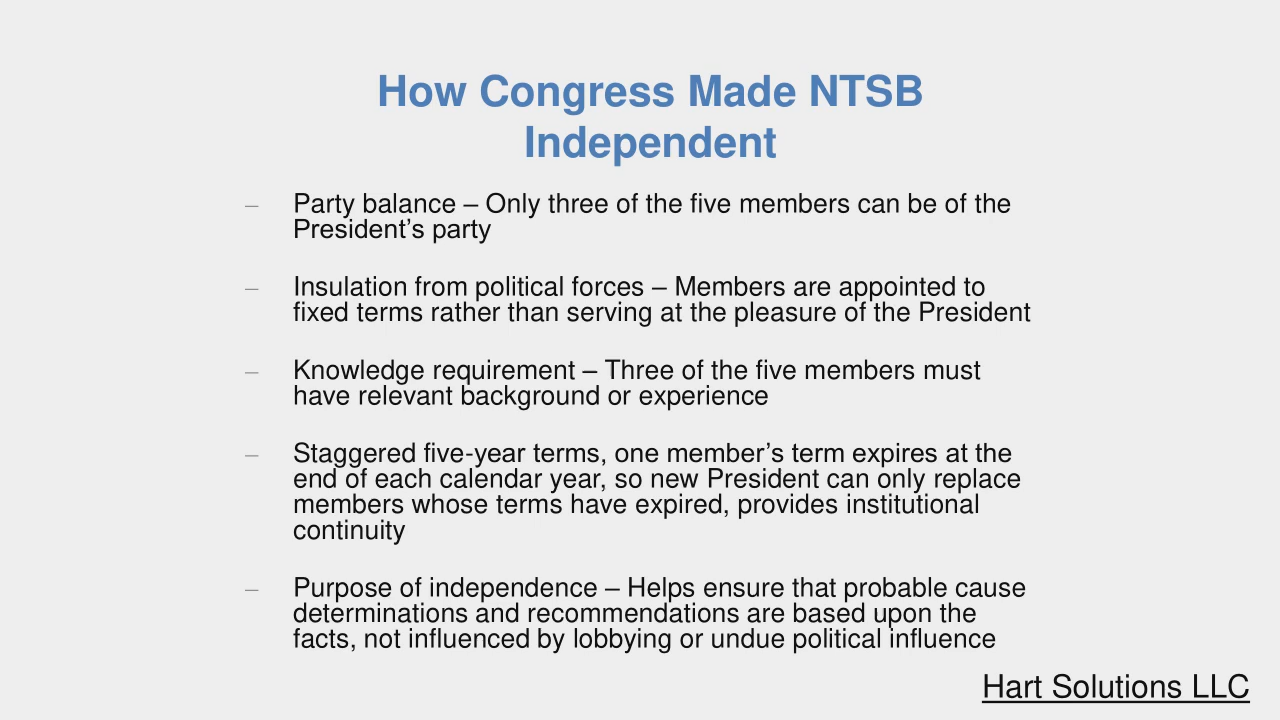 How Congress Made NTSB
Independent
– Party balance – Only three of the five members can be of the
President’s party
– Insulation from political forces – Members are appointed to
fixed terms rather than serving at the pleasure of the President
– Knowledge requirement – Three of the five members must
have relevant background or experience
– Staggered five-year terms, one member’s term expires at the
end of each calendar year, so new President can only replace
members whose terms have expired, provides institutional
continuity
– Purpose of independence – Helps ensure that probable cause
determinations and recommendations are based upon the
facts, not influenced by lobbying or undue political influence
Hart Solutions LLC